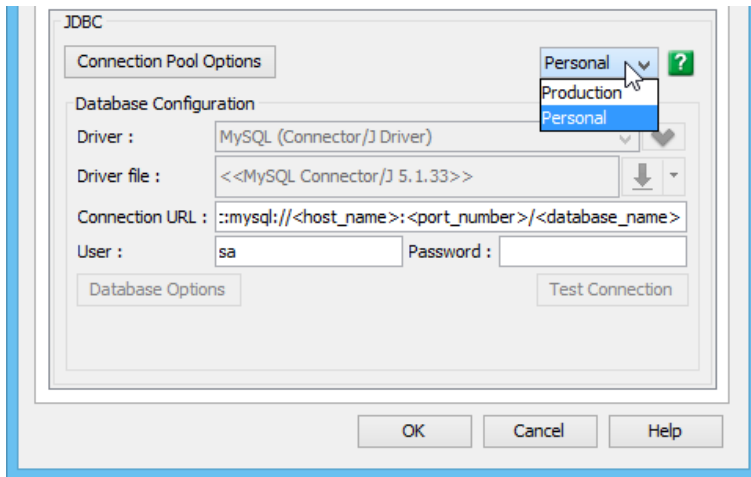 JDBC
Connection Pool Options
Personal
?
Production
Personal
Database Configuration
Driver :
MySQL (Connector/J Driver)
Driver file :
<<MySQL Connector/J 5.1.33>>
Connection URL :
::mysql://<host_name>:<port_number>/<database_name>
User :
sa
Password :
Database Options
Test Connection
OK
Cancel
Help